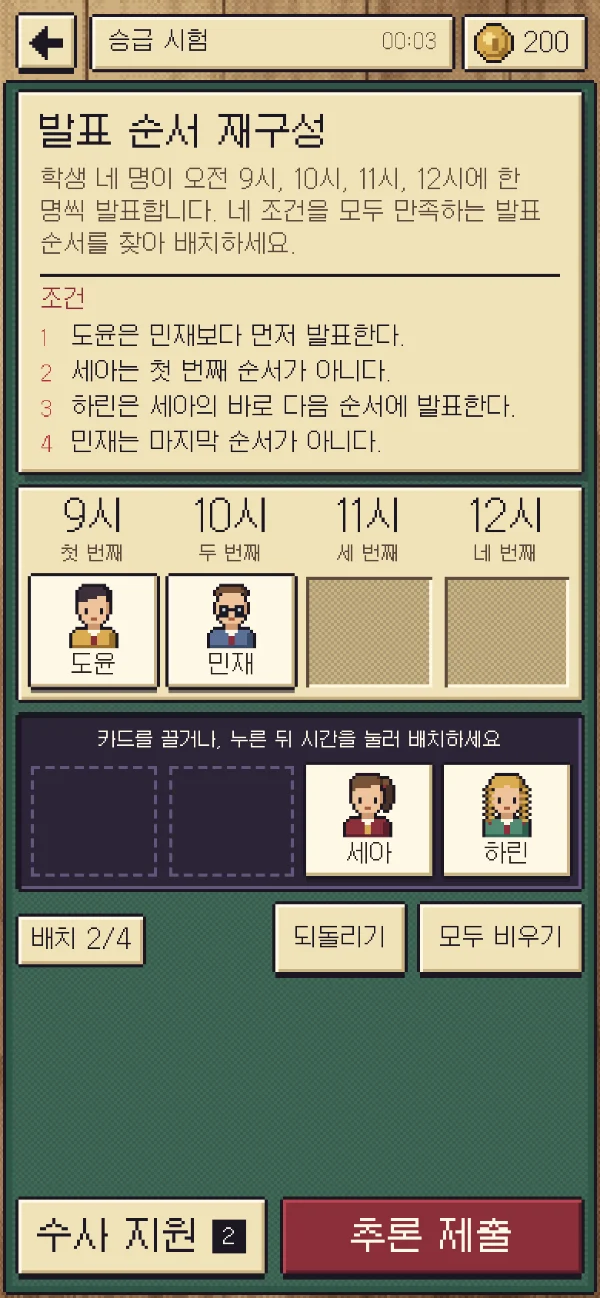 승급 시험 00:03 200
발표 순서 재구성
학생 네 명이 오전 9시, 10시, 11시, 12시에 한
명씩 발표합니다. 네 조건을 모두 만족하는 발표
순서를 찾아 배치하세요.
조건
1 도윤은 민재보다 먼저 발표한다.
2 세아는 첫 번째 순서가 아니다.
3 하린은 세아의 바로 다음 순서에 발표한다.
4 민재는 마지막 순서가 아니다.
9시 10시 11시 12시
첫 번째 두 번째 세 번째 네 번째
도윤 민재
카드를 끌거나, 누른 뒤 시간을 눌러 배치하세요
세아 하린
배치 2/4 되돌리기 모두 비우기
수사 지원 2 추론 제출